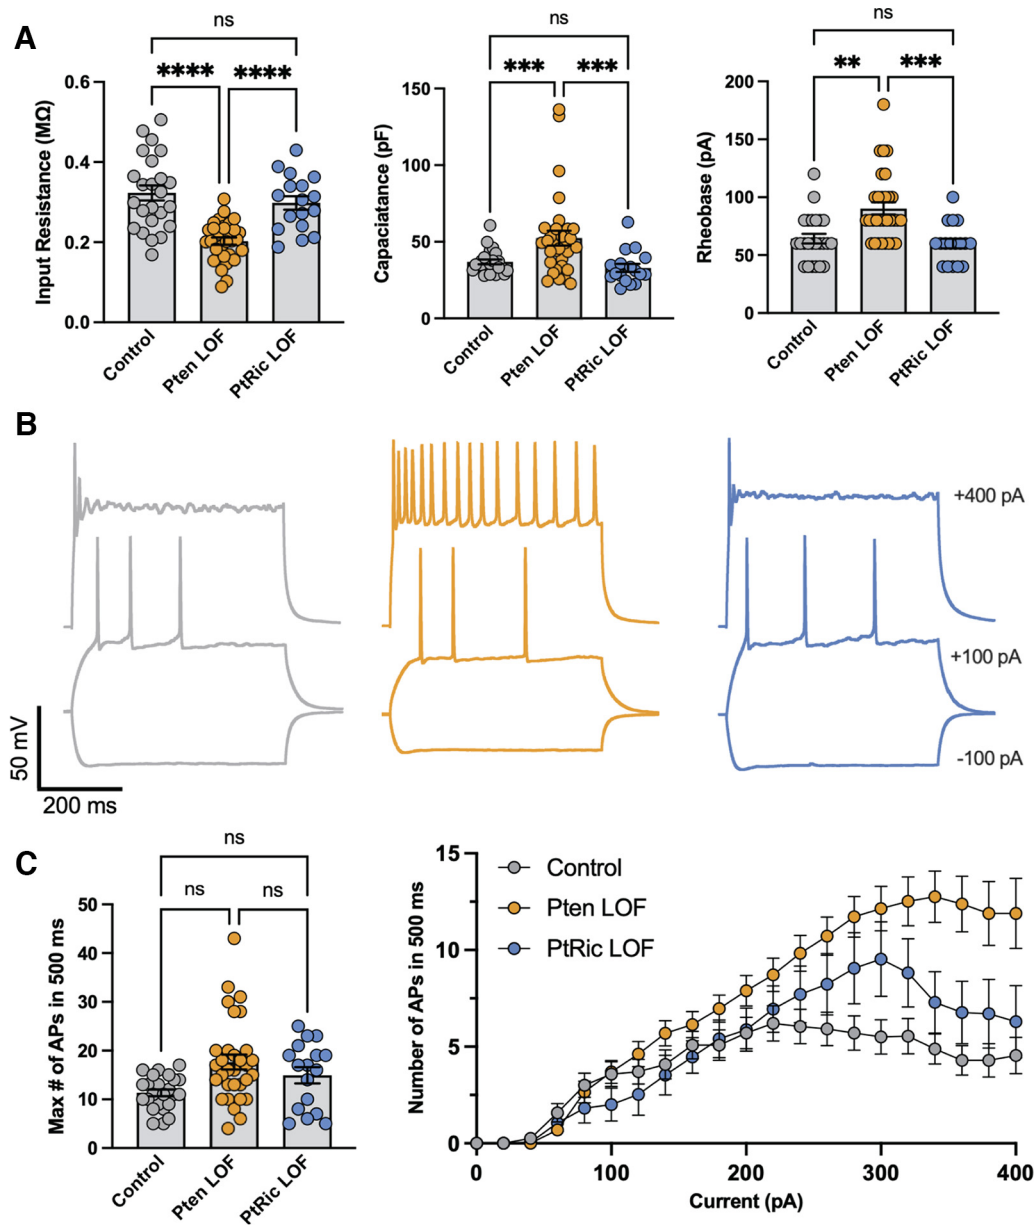 A
ns
**** ****
Input Resistance (MΩ)
0.6
0.4
0.2
0.0
Control
Pten LOF
PtRic LOF
ns
*** ***
Capaciatance (pF)
150
100
50
0
Control
Pten LOF
PtRic LOF
ns
** ***
Rheobase (pA)
200
150
100
50
0
Control
Pten LOF
PtRic LOF
B
+400 pA
+100 pA
-100 pA
50 mV
200 ms
C
ns
ns ns
Max # of APs in 500 ms
50
40
30
20
10
0
Control
Pten LOF
PtRic LOF
Number of APs in 500 ms
15
10
5
0
Control
Pten LOF
PtRic LOF
0 100 200 300 400
Current (pA)